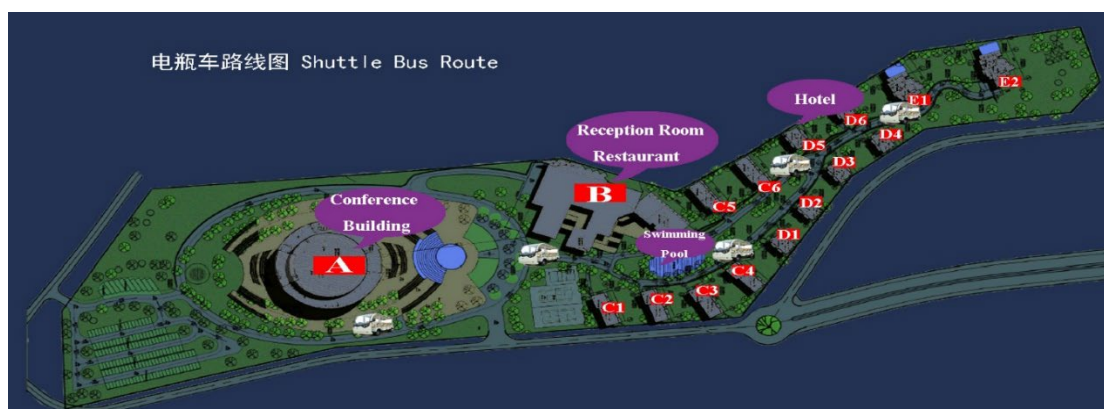 电瓶车路线图 Shuttle Bus Route
Hotel
E1
E2
Reception Room
Restaurant
D6
D4
D5
D3
B
C6
Conference
Building
C5
D2
Swimming
Pool
D1
A
C4
C1
C2
C3